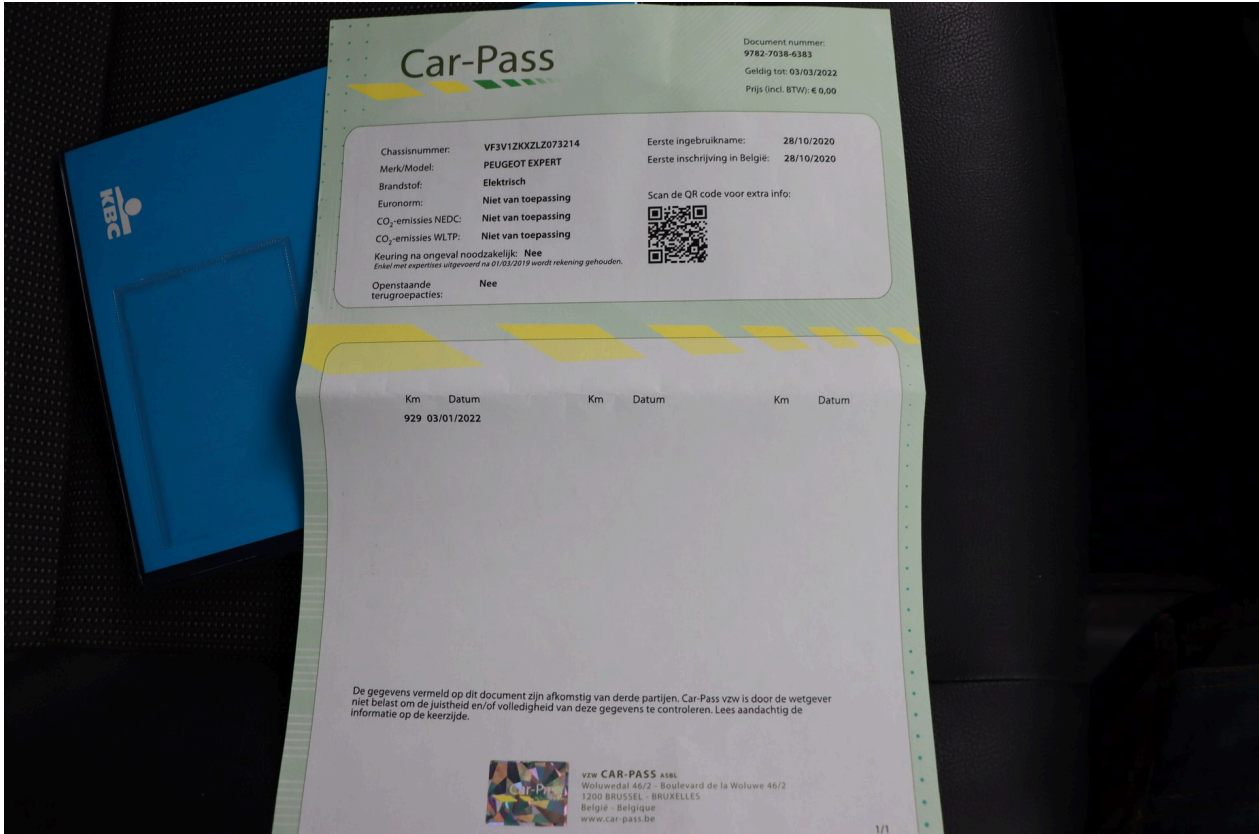 Car-Pass
Document nummer:
9782-7038-6383
Geldig tot: 03/03/2022
Prijs (incl. BTW): € 0,00
KBC
Chassisnummer: VF3V1ZKXZLZ073214
Merk/Model: PEUGEOT EXPERT
Brandstof: Elektrisch
Euronorm: Niet van toepassing
CO₂-emissies NEDC: Niet van toepassing
CO₂-emissies WLTP: Niet van toepassing
Keuring na ongeval noodzakelijk: Nee
Enkel met expertises uitgevoerd na 01/03/2019 wordt rekening gehouden.
Openstaande Nee
terugroepacties:
Eerste ingebruikname: 28/10/2020
Eerste inschrijving in België: 28/10/2020
Scan de QR code voor extra info:
Km Datum Km Datum Km Datum
929 03/01/2022
De gegevens vermeld op dit document zijn afkomstig van derde partijen. Car-Pass vzw is door de wetgever
niet belast om de juistheid en/of volledigheid van deze gegevens te controleren. Lees aandachtig de
informatie op de keerzijde.
Car-Pass
vzw CAR-PASS ASBL
Woluwedal 46/2 - Boulevard de la Woluwe 46/2
1200 BRUSSEL - BRUXELLES
België - Belgique
www.car-pass.be
1/1